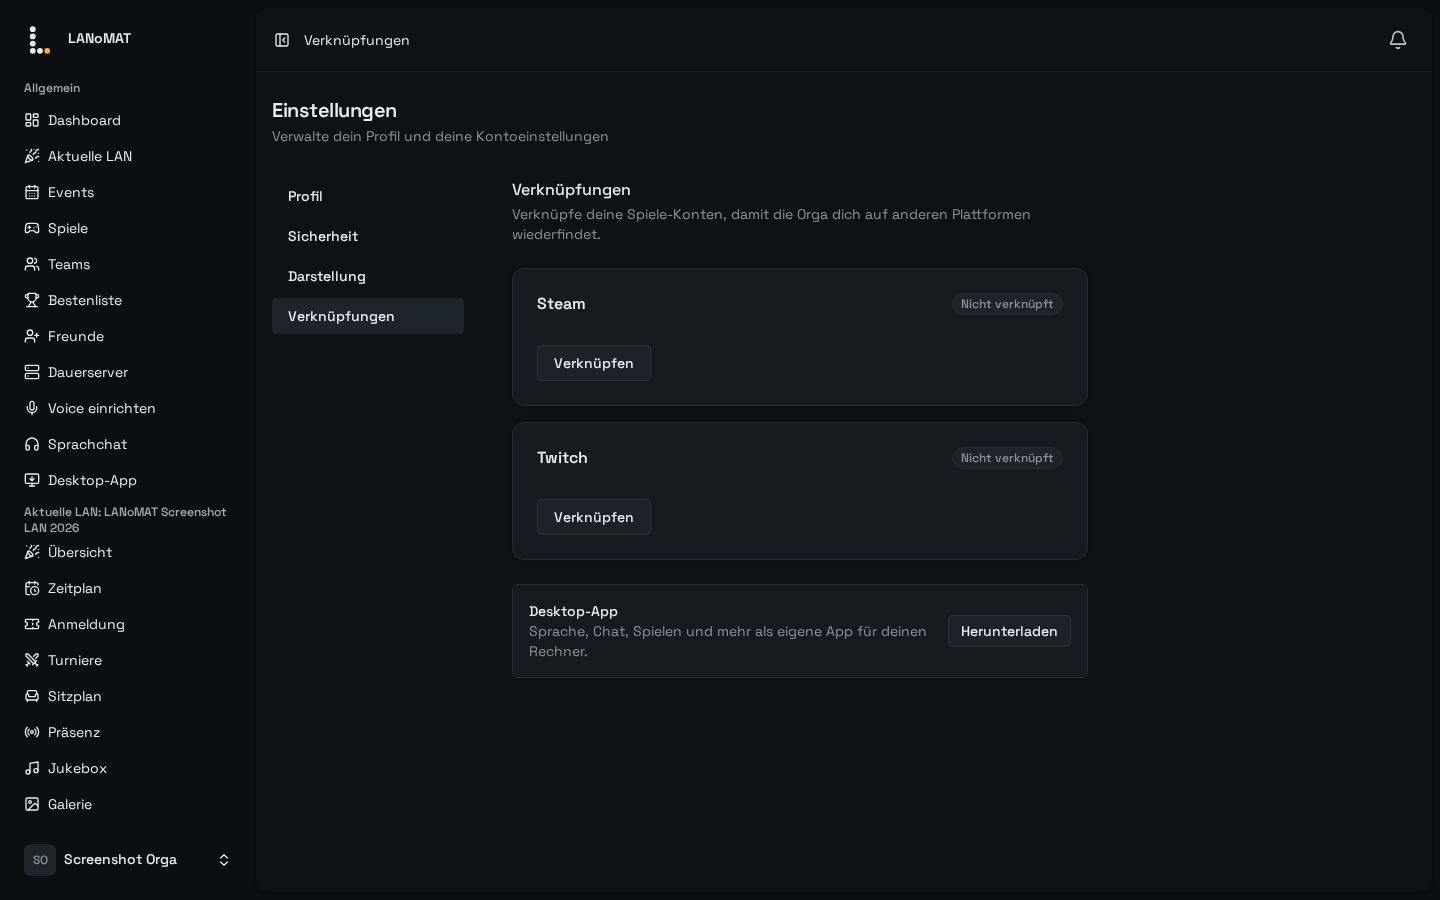 LANoMAT
Allgemein
Dashboard
Aktuelle LAN
Events
Spiele
Teams
Bestenliste
Freunde
Dauerserver
Voice einrichten
Sprachchat
Desktop-App
Aktuelle LAN: LANoMAT Screenshot
LAN 2026
Übersicht
Zeitplan
Anmeldung
Turniere
Sitzplan
Präsenz
Jukebox
Galerie
SO
Screenshot Orga
Verknüpfungen
Einstellungen
Verwalte dein Profil und deine Kontoeinstellungen
Profil
Sicherheit
Darstellung
Verknüpfungen
Verknüpfungen
Verknüpfe deine Spiele-Konten, damit die Orga dich auf anderen Plattformen
wiederfindet.
Steam
Nicht verknüpft
Verknüpfen
Twitch
Nicht verknüpft
Verknüpfen
Desktop-App
Sprache, Chat, Spielen und mehr als eigene App für deinen
Rechner.
Herunterladen